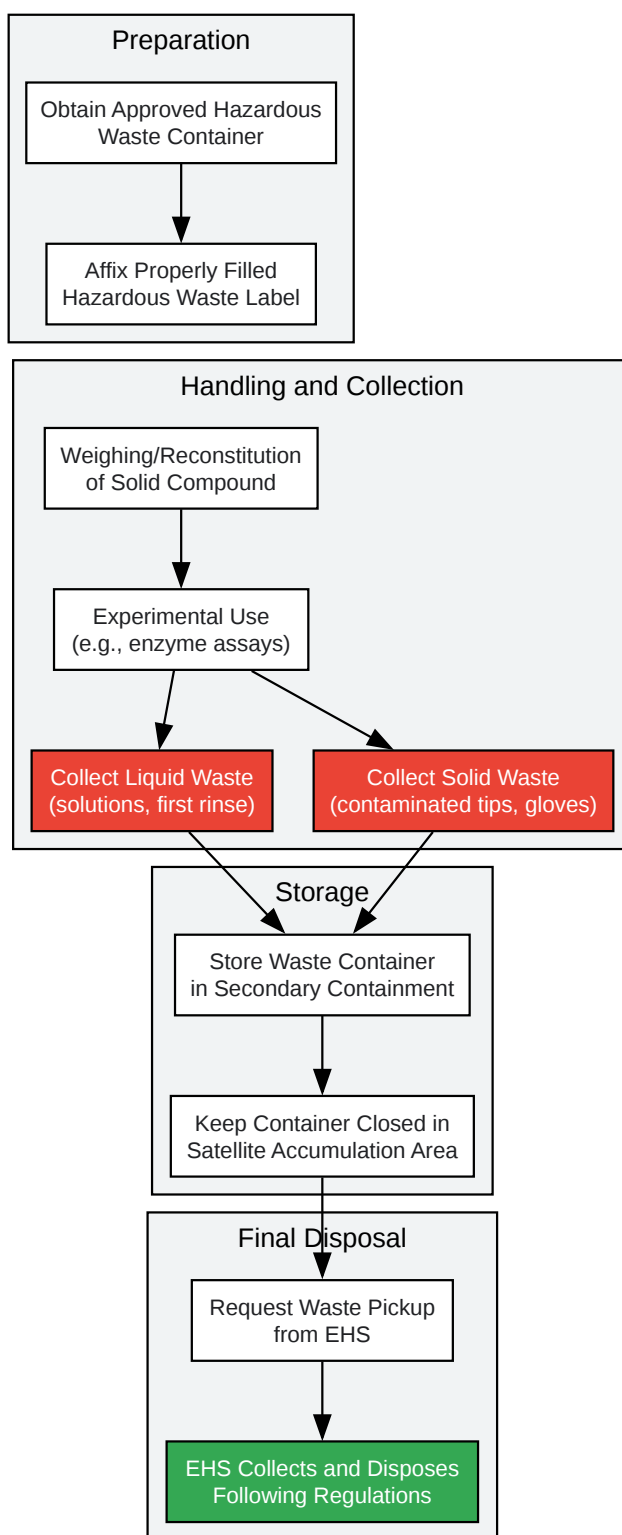 Preparation
Obtain Approved Hazardous
Waste Container
Affix Properly Filled
Hazardous Waste Label
Handling and Collection
Weighing/Reconstitution
of Solid Compound
Experimental Use
(e.g., enzyme assays)
Collect Liquid Waste
(solutions, first rinse)
Collect Solid Waste
(contaminated tips, gloves)
Storage
Store Waste Container
in Secondary Containment
Keep Container Closed in
Satellite Accumulation Area
Final Disposal
Request Waste Pickup
from EHS
EHS Collects and Disposes
Following Regulations